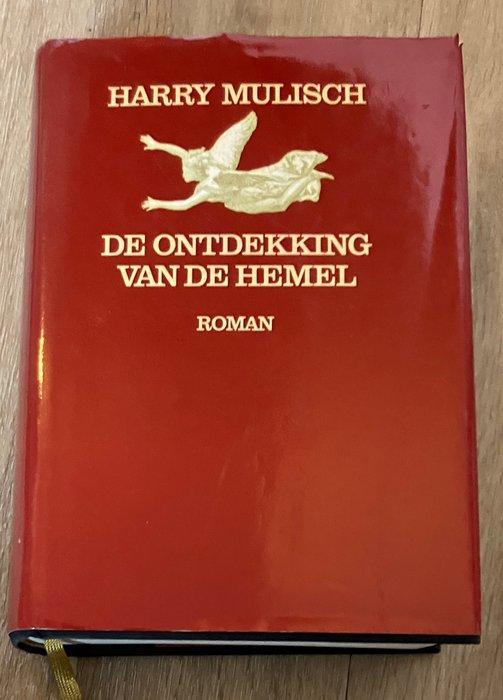 HARRY MULISCH
DE ONTDEKKING
VAN DE HEMEL
ROMAN